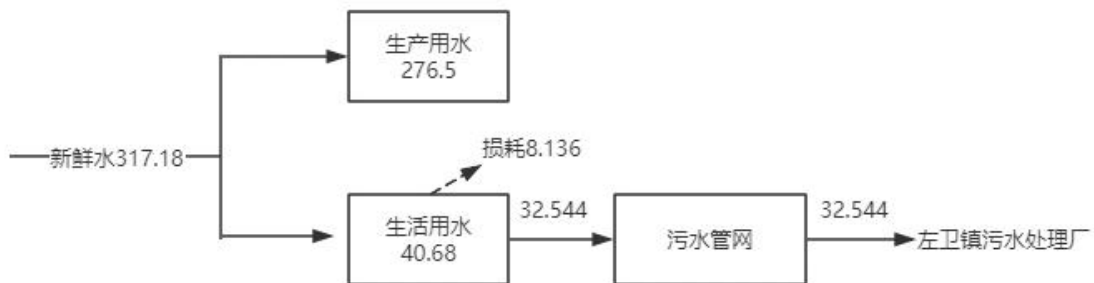 生产用水
276.5
新鲜水317.18
损耗8.136
生活用水
40.68
32.544
污水管网
32.544
左卫镇污水处理厂